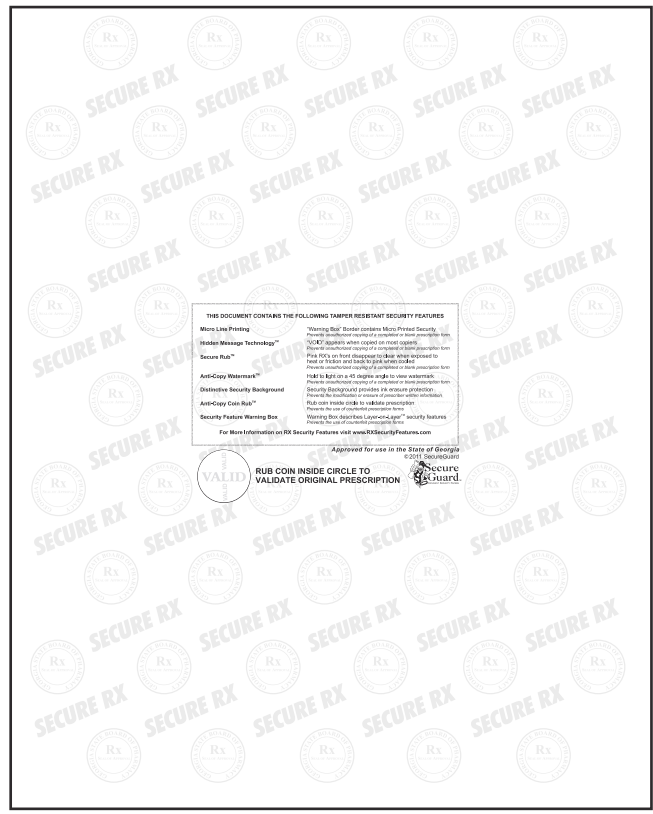 THIS DOCUMENT CONTAINS THE FOLLOWING TAMPER RESISTANT SECURITY FEATURES
Micro Line Printing "Warning Box" Border contains Micro Printed Security
Prevents unauthorized copying of a completed or blank prescription form
Hidden Message Technology™ "VOID" appears when copied on most copiers
Prevents unauthorized copying of a completed or blank prescription form
Secure Rub™ Pink RX's on front disappear to clear when exposed to
heat or friction and back to pink when cooled
Prevents unauthorized copying of a completed or blank prescription form
Anti-Copy Watermark™ Hold to light on a 45 degree angle to view watermark
Prevents unauthorized copying of a completed or blank prescription form
Distinctive Security Background Security Background provides ink erasure protection
Prevents the modification or erasure of prescriber written information
Anti-Copy Coin Rub™ Rub coin inside circle to validate prescription
Prevents the use of counterfeit prescription forms
Security Feature Warning Box Warning Box describes Layer-on-Layer™ security features
Prevents the use of counterfeit prescription forms
For More Information on RX Security Features visit www.RXSecurityFeatures.com
Approved for use in the State of Georgia
©2011 SecureGuard
VALID
RUB COIN INSIDE CIRCLE TO
VALIDATE ORIGINAL PRESCRIPTION
Secure
Guard
SECURE RX
Rx